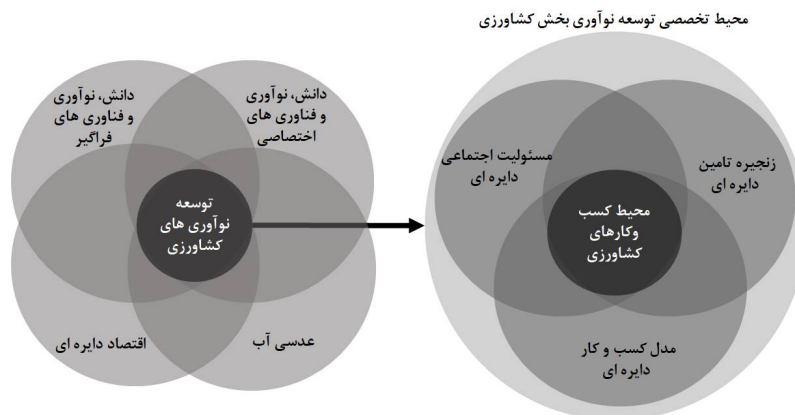 محیط تخصصی توسعه نوآوری بخش کشاورزی
دانش، نوآوری
و فناوری های
اختصاصی
دانش، نوآوری
و فناوری های
فراگیر
توسعه
نوآوری های
کشاورزی
عدسی آب
اقتصاد دایره ای
زنجیره تامین
دایره ای
مسئولیت اجتماعی
دایره ای
محیط کسب
وکارهای
کشاورزی
مدل کسب و کار
دایره ای